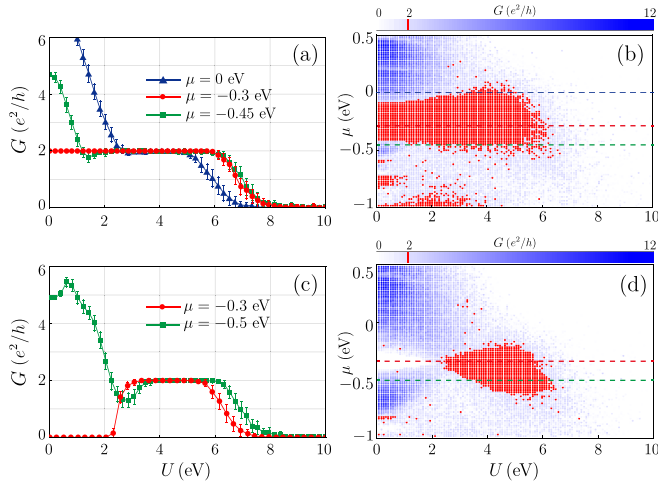 G (e²/h)
0 2 12
6
4
2
0
G (e²/h)
(a)
μ = 0 eV
μ = −0.3 eV
μ = −0.45 eV
0 2 4 6 8 10
0.5
0
−0.5
−1
μ (eV)
(b)
0 2 4 6 8 10
G (e²/h)
0 2 12
6
4
2
0
G (e²/h)
(c)
μ = −0.3 eV
μ = −0.5 eV
0 2 4 6 8 10
U (eV)
0.5
0
−0.5
−1
μ (eV)
(d)
0 2 4 6 8 10
U (eV)